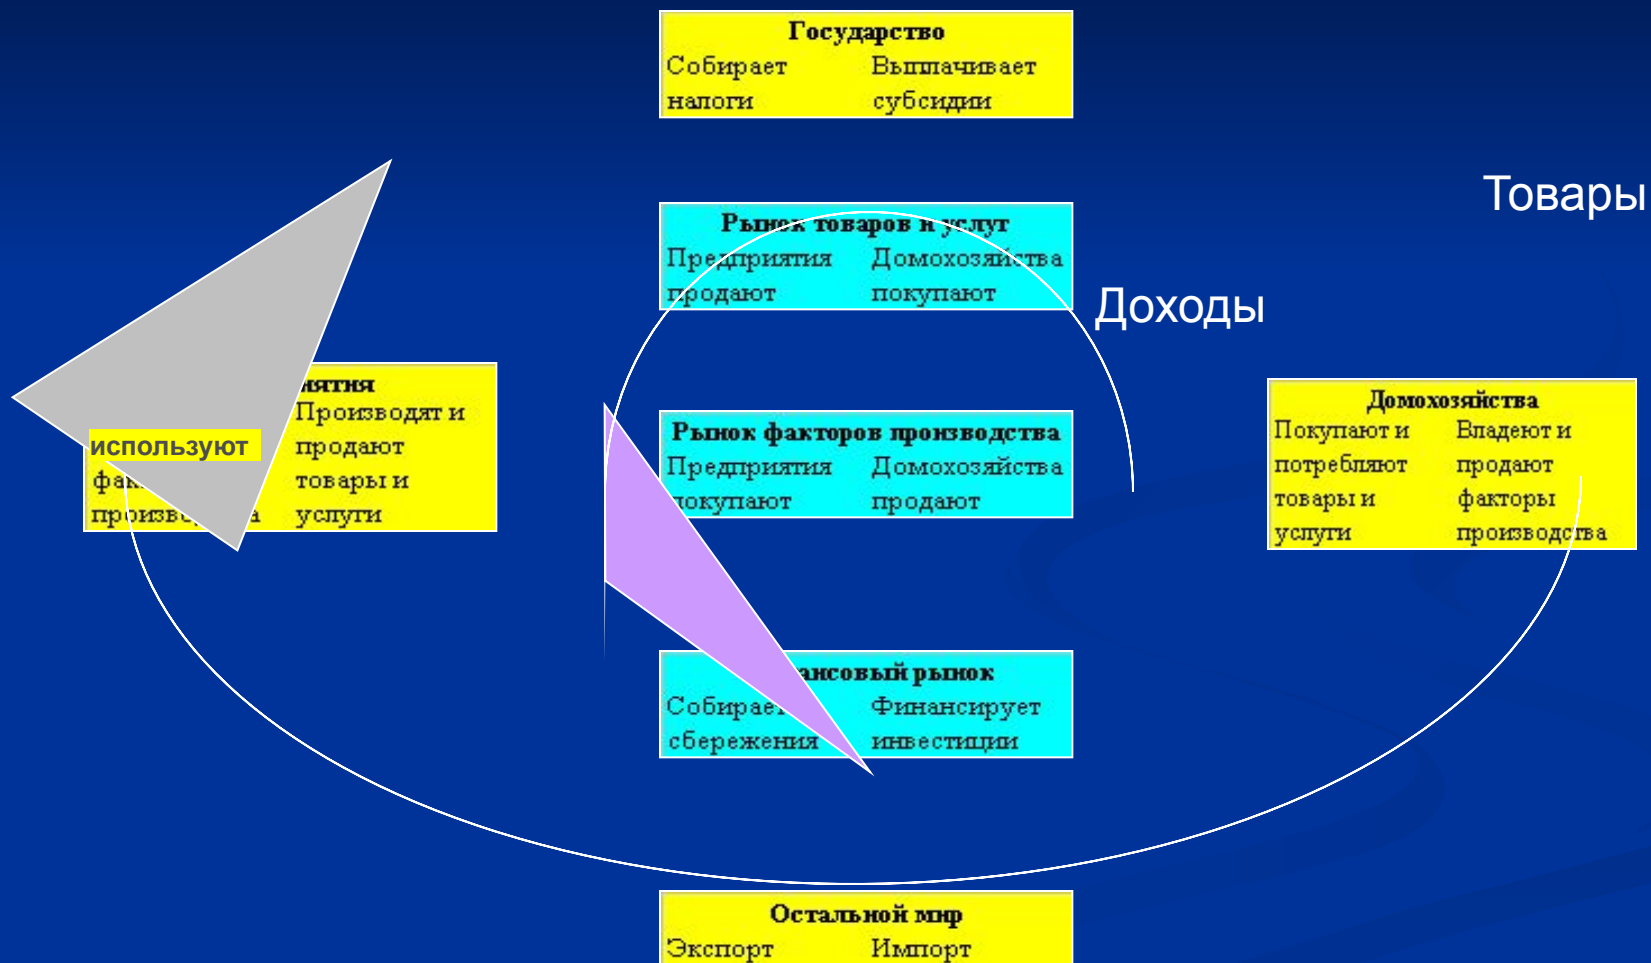 Государство
Собирает Выплачивает
налоги субсидии
Товары
Рынок товаров и услуг
Предприятия Домохозяйства
продают покупают
Доходы
Производят и
используют продают
товары и
услуги
Рынок факторов производства
Предприятия Домохозяйства
покупают продают
Домохозяйства
Покупают и Владеют и
потребляют продают
товары и факторы
услуги производства
рынок
Собирает Финансирует
сбережения инвестиции
Остальной мир
Экспорт Импорт